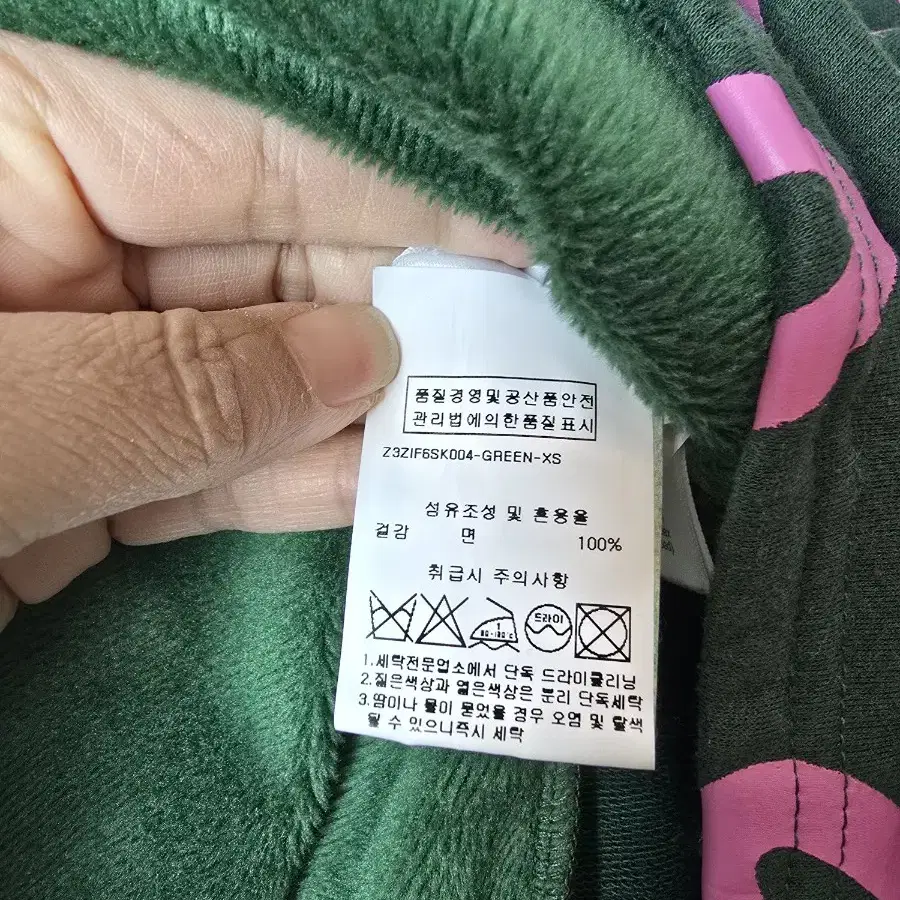 품질경영및공산품안전
관리법에의한품질표시
Z3ZIF6SK004-GREEN-XS
섬유조성 및 혼용율
겉감 면 100%
취급시 주의사항
드라이
1.세탁전문업소에서 단독 드라이클리닝
2.짙은색상과 옅은색상은 분리 단독세탁
3.땀이나 물이 묻었을 경우 오염 및 탈색
될 수 있으니즉시 세탁